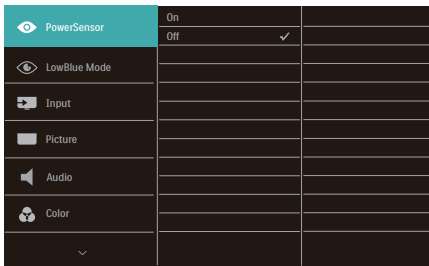 PowerSensor
On
Off
LowBlue Mode
Input
Picture
Audio
Color